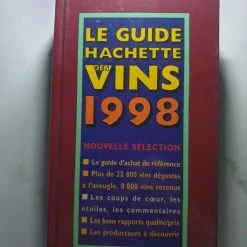 LE GUIDE
HACHETTE
DES
VINS
1998
NOUVELLE SÉLECTION
Le guide d'achat de référence
Plus de 22 000 vins dégustés
à l'aveugle, 8 000 vins retenus
Les coups de cœur, les
étoiles, les commentaires
Les bons rapports qualité/prix
Les producteurs à découvrir